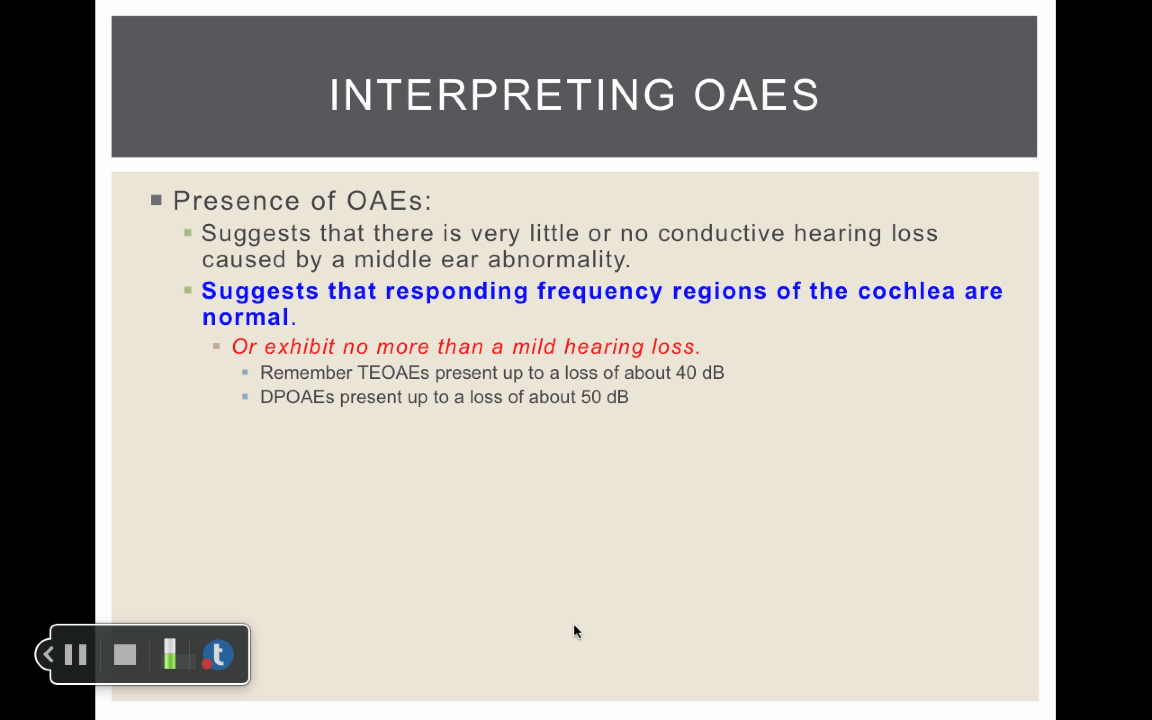 INTERPRETING OAES
Presence of OAEs:
Suggests that there is very little or no conductive hearing loss
caused by a middle ear abnormality.
Suggests that responding frequency regions of the cochlea are
normal.
Or exhibit no more than a mild hearing loss.
Remember TEOAEs present up to a loss of about 40 dB
DPOAEs present up to a loss of about 50 dB
t